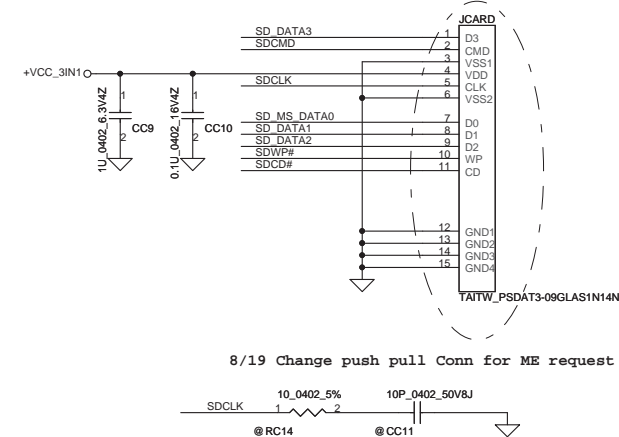 JCARD
SD_DATA3 1 D3
SDCMD 2 CMD
3 VSS1
+VCC_3IN1 4 VDD
SDCLK 5 CLK
6 VSS2
1U_0402_6.3V4Z 1 2 CC9
0.1U_0402_16V4Z 1 2 CC10
SD_MS_DATA0 7 D0
SD_DATA1 8 D1
SD_DATA2 9 D2
SDWP# 10 WP
SDCD# 11 CD
12 GND1
13 GND2
14 GND3
15 GND4
TAITW_PSDAT3-09GLAS1N14N
8/19 Change push pull Conn for ME request
10_0402_5% 10P_0402_50V8J
SDCLK 1 2
@RC14 @CC11